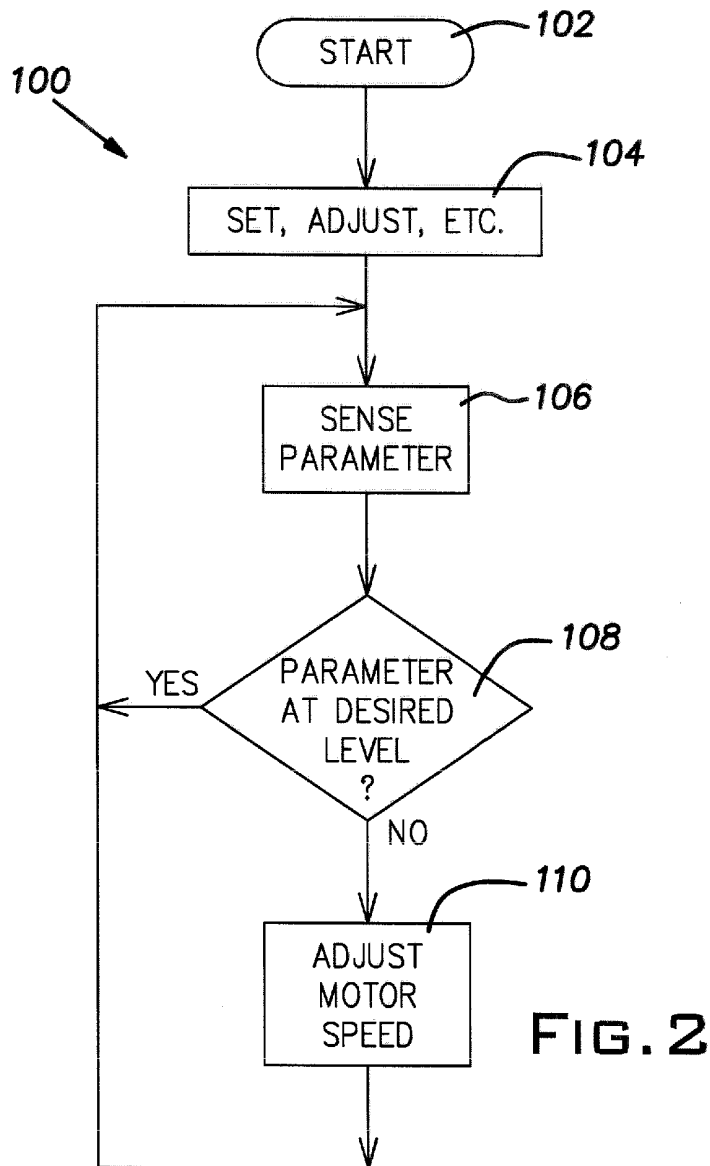 102
START
100
104
SET, ADJUST, ETC.
106
SENSE
PARAMETER
108
YES
PARAMETER
AT DESIRED
LEVEL
?
NO
110
ADJUST
MOTOR
SPEED
FIG. 2